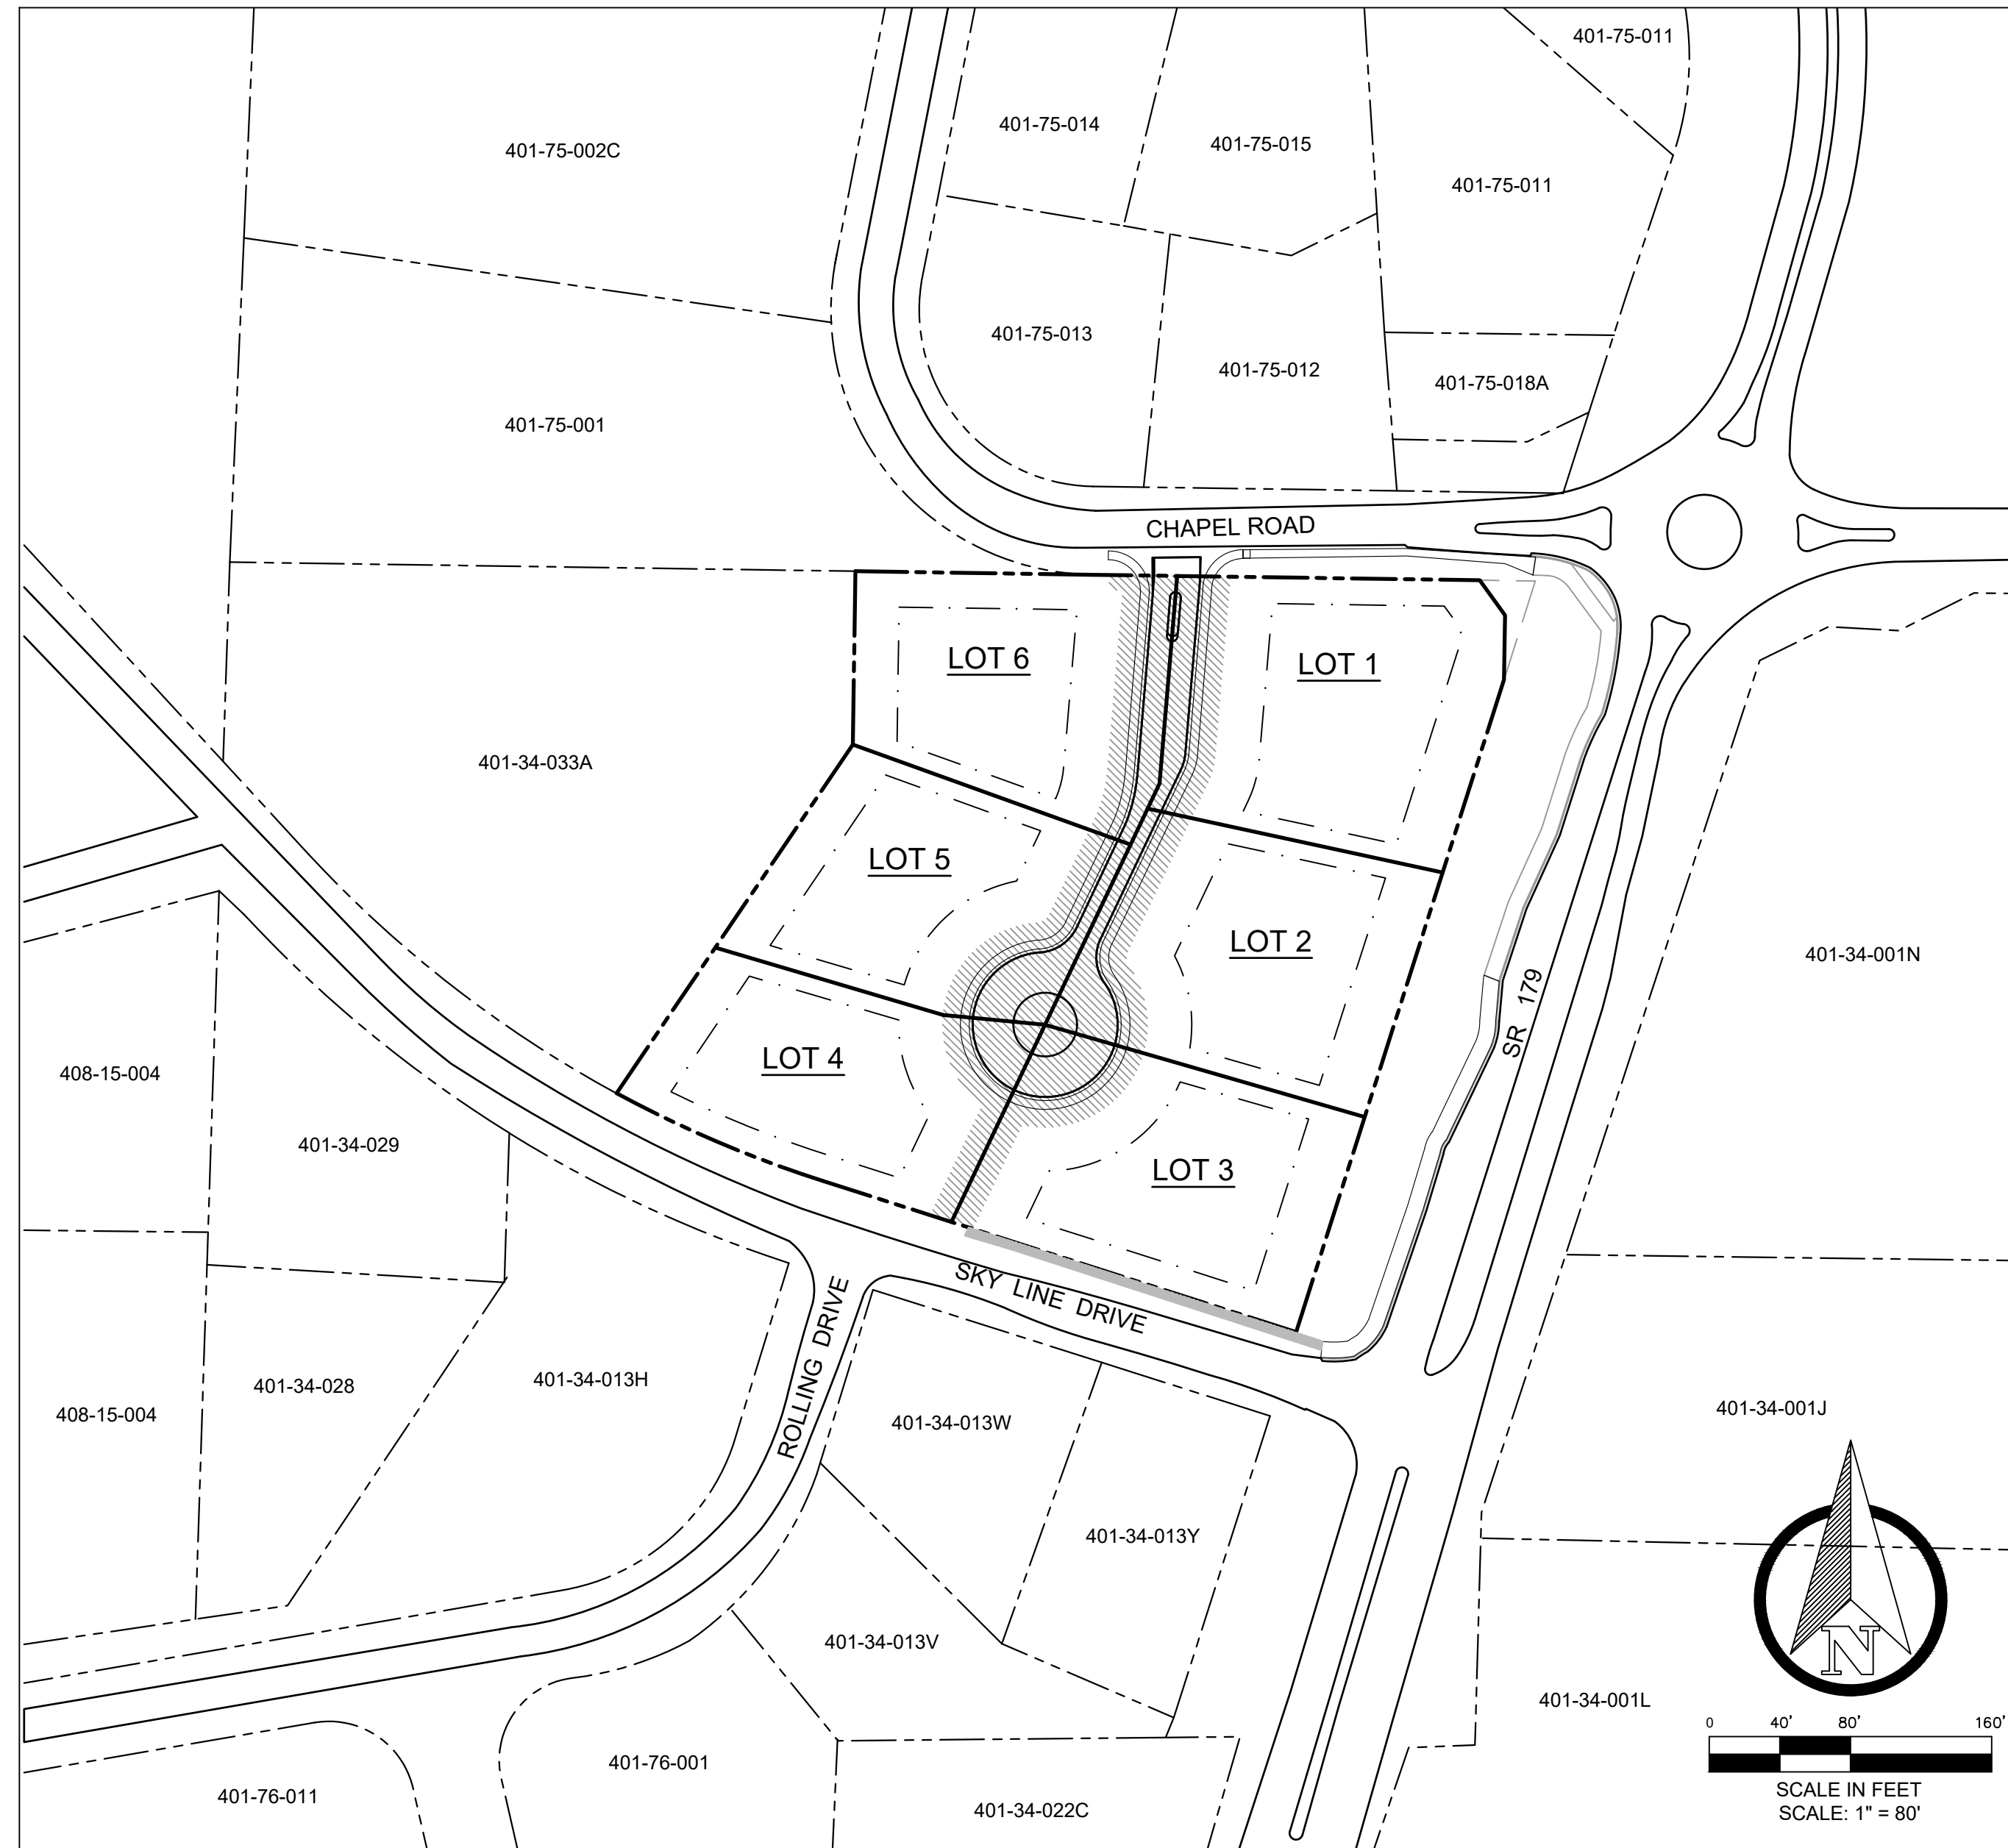 401-75-011
401-75-014
401-75-015
401-75-002C
401-75-011
401-75-013
401-75-012
401-75-018A
401-75-001
CHAPEL ROAD
LOT 6
LOT 1
401-34-033A
LOT 5
LOT 2
401-34-001N
SR 179
LOT 4
408-15-004
401-34-029
LOT 3
SKY LINE DRIVE
ROLLING DRIVE
401-34-028
401-34-013H
408-15-004
401-34-013W
401-34-001J
401-34-013Y
401-34-013V
N
401-34-001L
0 40' 80' 160'
401-76-001
401-76-011
401-34-022C
SCALE IN FEET
SCALE: 1" = 80'